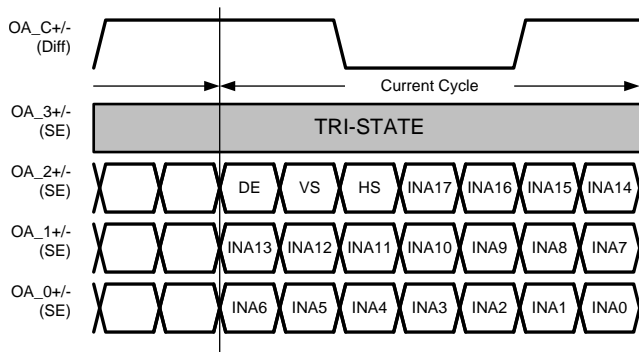 OA_C+/-
(Diff)
Current Cycle
OA_3+/-
(SE)
TRI-STATE
OA_2+/-
(SE)
DE VS HS INA17 INA16 INA15 INA14
OA_1+/-
(SE)
INA13 INA12 INA11 INA10 INA9 INA8 INA7
OA_0+/-
(SE)
INA6 INA5 INA4 INA3 INA2 INA1 INA0